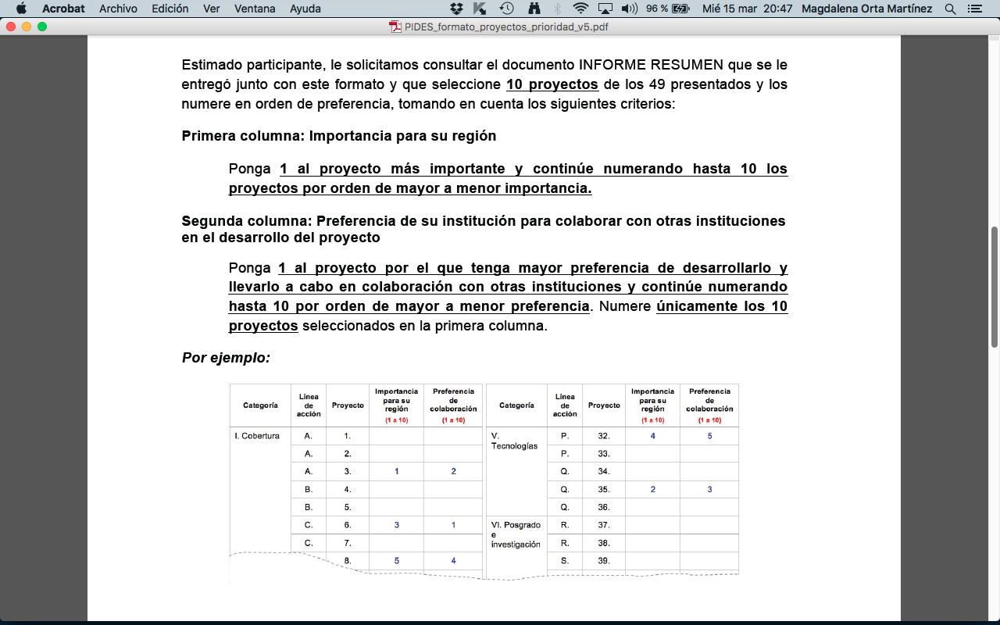 Acrobat Archivo Edición Ver Ventana Ayuda 96 % Mié 15 mar 20:47 Magdalena Orta Martínez
PIDES_formato_proyectos_prioridad_v5.pdf
Estimado participante, le solicitamos consultar el documento INFORME RESUMEN que se le
entregó junto con este formato y que seleccione 10 proyectos de los 49 presentados y los
numere en orden de preferencia, tomando en cuenta los siguientes criterios:
Primera columna: Importancia para su región
Ponga 1 al proyecto más importante y continúe numerando hasta 10 los
proyectos por orden de mayor a menor importancia.
Segunda columna: Preferencia de su institución para colaborar con otras instituciones
en el desarrollo del proyecto
Ponga 1 al proyecto por el que tenga mayor preferencia de desarrollarlo y
llevarlo a cabo en colaboración con otras instituciones y continúe numerando
hasta 10 por orden de mayor a menor preferencia. Numere únicamente los 10
proyectos seleccionados en la primera columna.
Por ejemplo:
Categoría Línea de acción Proyecto Importancia para su región (1 a 10) Preferencia de colaboración (1 a 10) Categoría Línea de acción Proyecto Importancia para su región (1 a 10) Preferencia de colaboración (1 a 10)
I. Cobertura A. 1. V. Tecnologías P. 32. 4 5
A. 2. P. 33.
A. 3. 1 2 Q. 34.
B. 4. Q. 35. 2 3
B. 5. Q. 36.
C. 6. 3 1 VI. Posgrado e investigación R. 37.
C. 7. R. 38.
8. 5 4 S. 39.